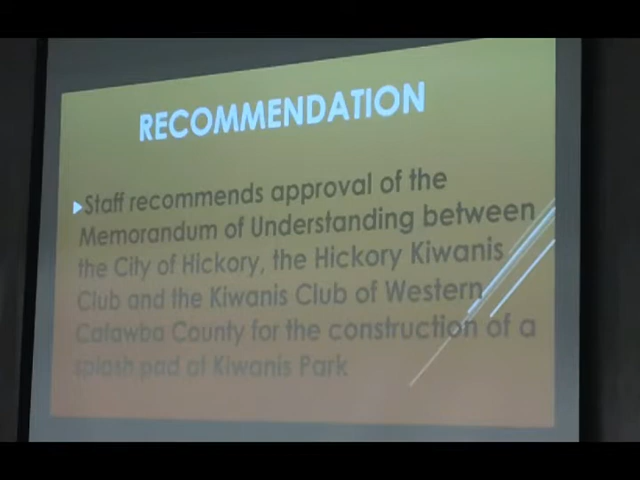 RECOMMENDATION
Staff recommends approval of the
Memorandum of Understanding between
the City of Hickory, the Hickory Kiwanis
Club and the Kiwanis Club of Western
Catawba County for the construction of a
splash pad at Kiwanis Park